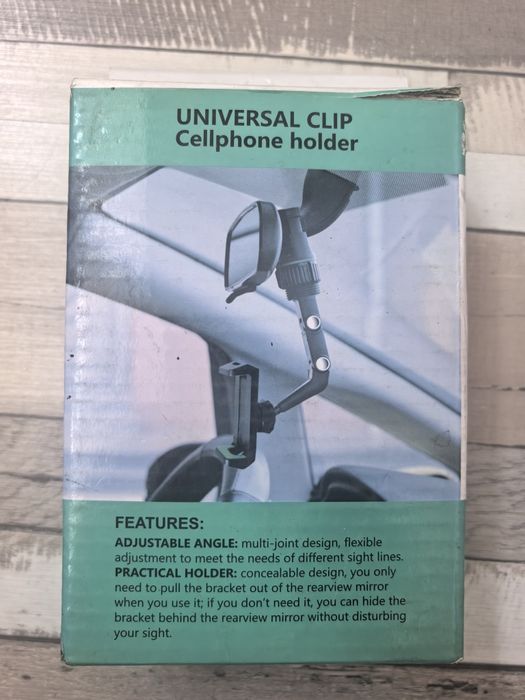 UNIVERSAL CLIP
Cellphone holder
FEATURES:
ADJUSTABLE ANGLE: multi-joint design, flexible
adjustment to meet the needs of different sight lines.
PRACTICAL HOLDER: concealable design, you only
need to pull the bracket out of the rearview mirror
when you use it; if you don't need it, you can hide the
bracket behind the rearview mirror without disturbing
your sight.